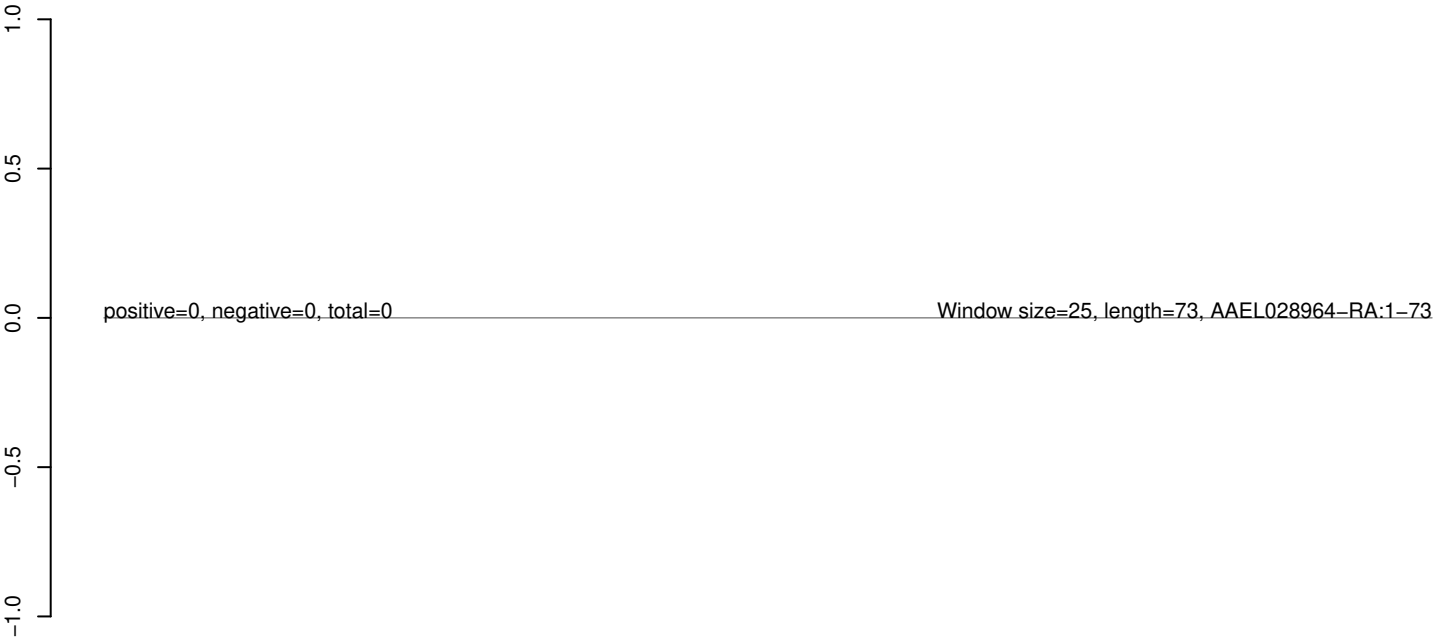 1.0
0.5
0.0
−0.5
−1.0
positive=0, negative=0, total=0
Window size=25, length=73, AAEL028964−RA:1−73